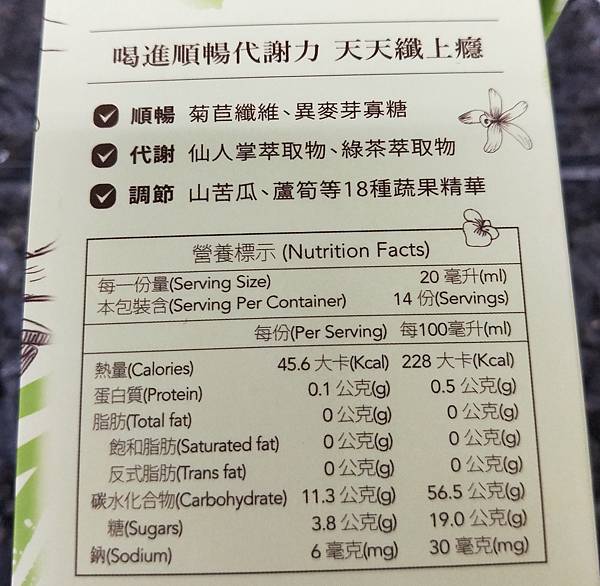 喝進順暢代謝力 天天纖上癮
順暢 菊苣纖維、異麥芽寡糖
代謝 仙人掌萃取物、綠茶萃取物
調節 山苦瓜、蘆筍等18種蔬果精華
營養標示 (Nutrition Facts)
每一份量(Serving Size) 20 毫升(ml)
本包裝含(Serving Per Container) 14 份(Servings)
每份(Per Serving) 每100毫升(ml)
熱量(Calories) 45.6 大卡(Kcal) 228 大卡(Kcal)
蛋白質(Protein) 0.1 公克(g) 0.5 公克(g)
脂肪(Total fat) 0 公克(g) 0 公克(g)
飽和脂肪(Saturated fat) 0 公克(g) 0 公克(g)
反式脂肪(Trans fat) 0 公克(g) 0 公克(g)
碳水化合物(Carbohydrate) 11.3 公克(g) 56.5 公克(g)
糖(Sugars) 3.8 公克(g) 19.0 公克(g)
鈉(Sodium) 6 毫克(mg) 30 毫克(mg)